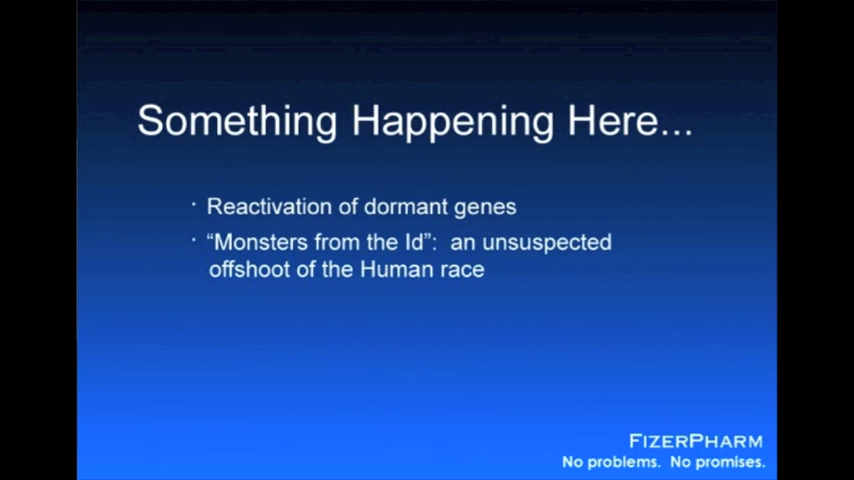 Something Happening Here...
· Reactivation of dormant genes
· “Monsters from the Id”: an unsuspected
offshoot of the Human race
FIZERPHARM
No problems. No promises.